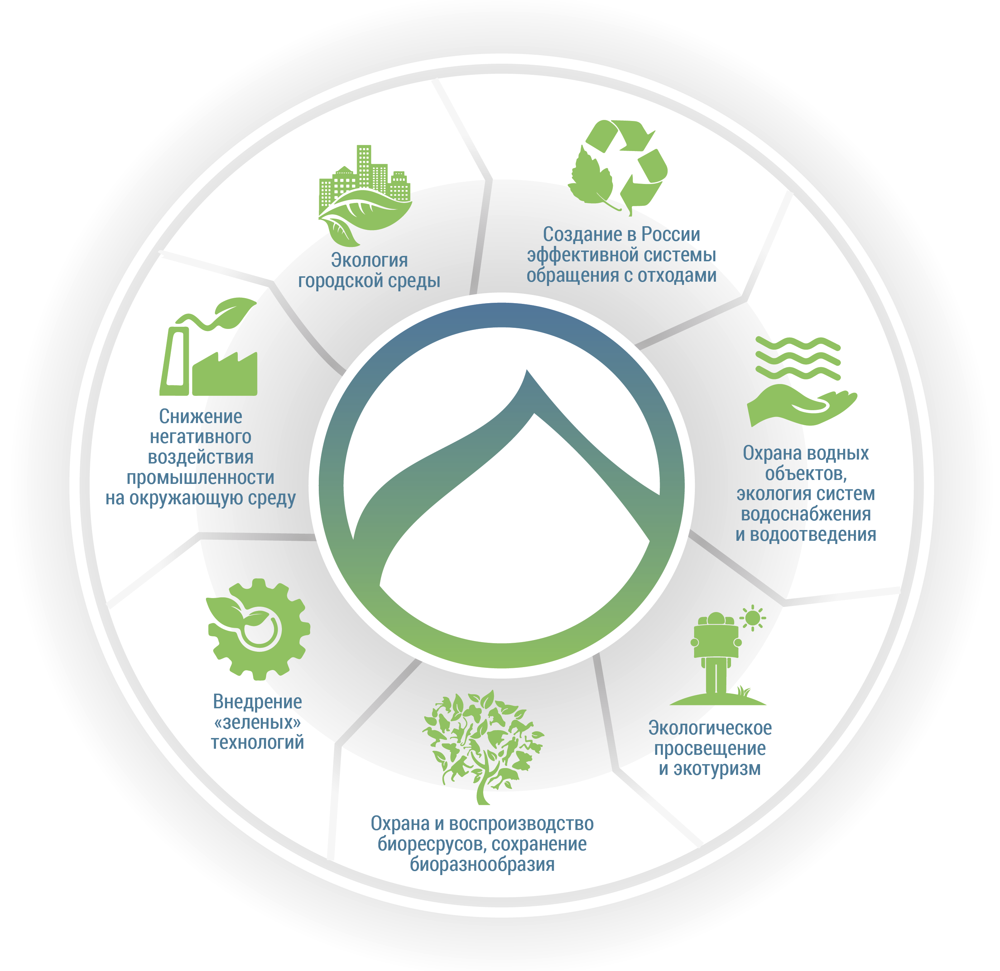 Экология
городской среды
Создание в России
эффективной системы
обращения с отходами
Снижение
негативного
воздействия
промышленности
на окружающую среду
Охрана водных
объектов,
экология систем
водоснабжения
и водоотведения
Внедрение
«зеленых»
технологий
Экологическое
просвещение
и экотуризм
Охрана и воспроизводство
биоресрусов, сохранение
биоразнообразия